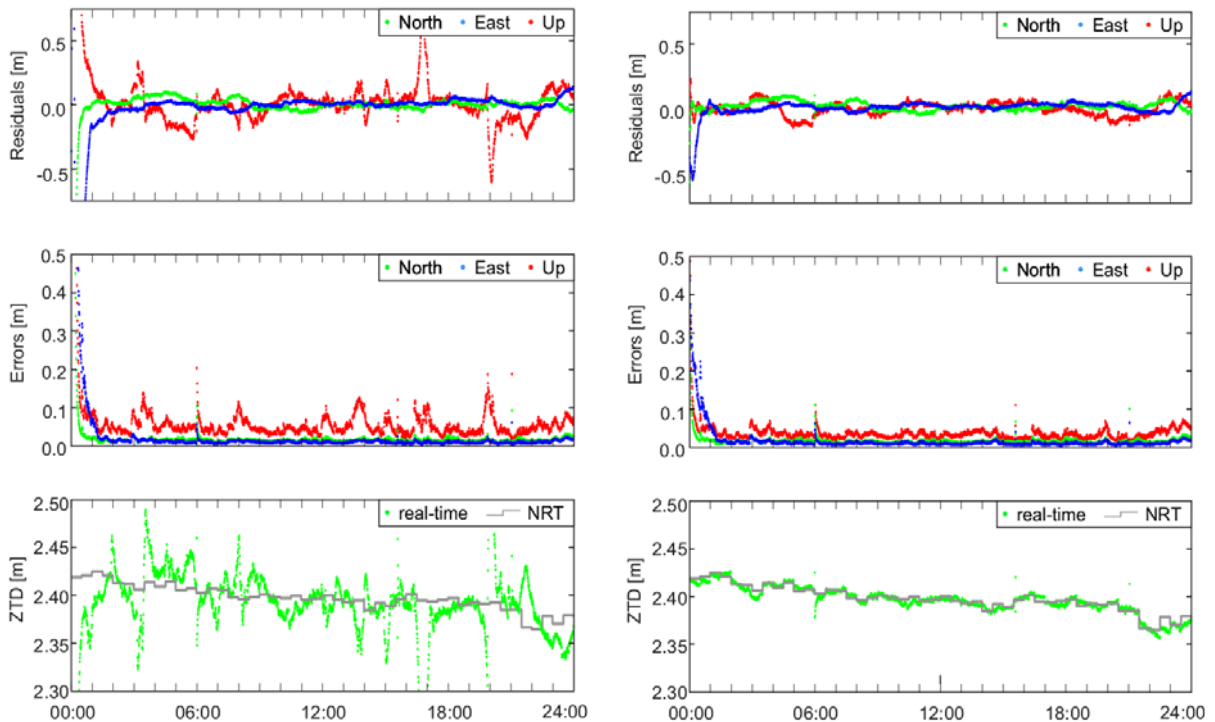 North East Up
Residuals [m]
0.5
0.0
-0.5
North East Up
Residuals [m]
0.5
0.0
-0.5
North East Up
Errors [m]
0.5
0.4
0.3
0.2
0.1
0.0
North East Up
Errors [m]
0.5
0.4
0.3
0.2
0.1
0.0
real-time NRT
ZTD [m]
2.50
2.45
2.40
2.35
2.30
00:00 06:00 12:00 18:00 24:00
real-time NRT
ZTD [m]
2.50
2.45
2.40
2.35
2.30
00:00 06:00 12:00 18:00 24:00